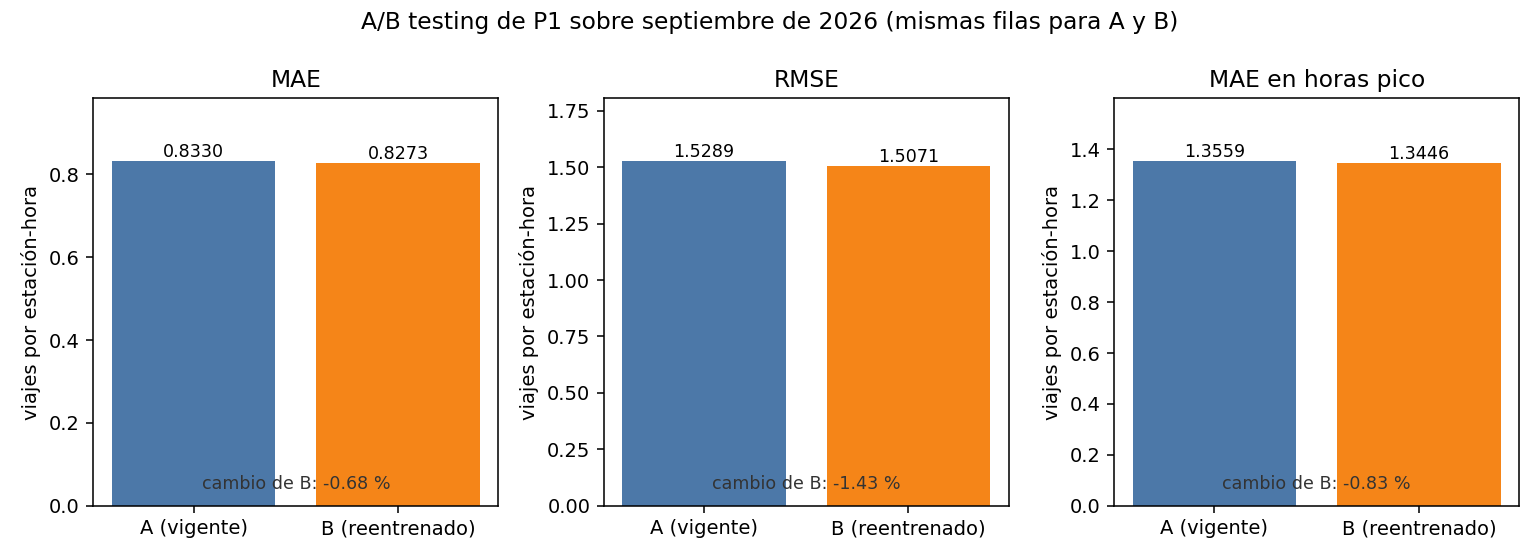 A/B testing de P1 sobre septiembre de 2026 (mismas filas para A y B)
MAE
viajes por estación-hora
0.8
0.6
0.4
0.2
0.0
0.8330
0.8273
cambio de B: -0.68 %
A (vigente)
B (reentrenado)
RMSE
viajes por estación-hora
1.75
1.50
1.25
1.00
0.75
0.50
0.25
0.00
1.5289
1.5071
cambio de B: -1.43 %
A (vigente)
B (reentrenado)
MAE en horas pico
viajes por estación-hora
1.4
1.2
1.0
0.8
0.6
0.4
0.2
0.0
1.3559
1.3446
cambio de B: -0.83 %
A (vigente)
B (reentrenado)